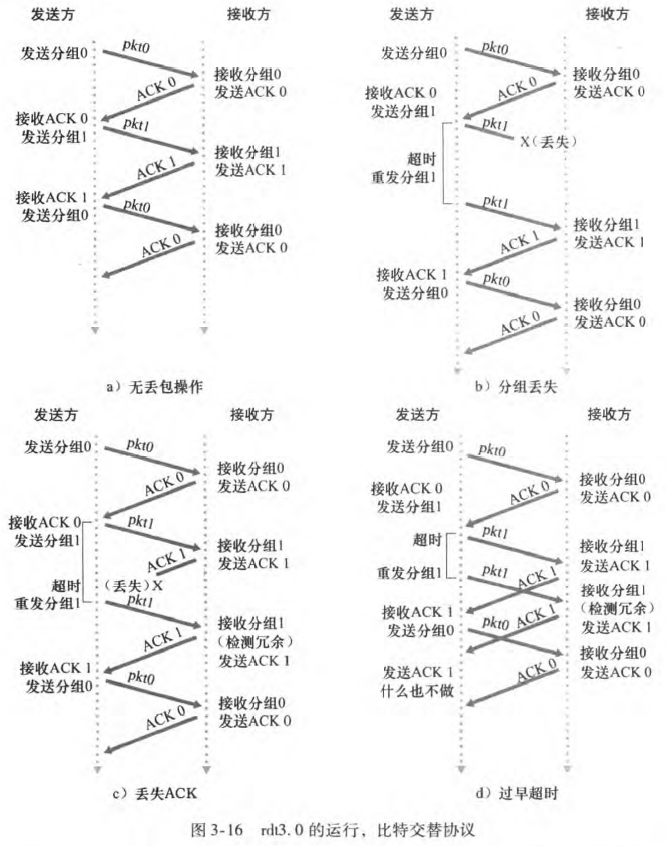 发送方
接收方
发送分组0
pkt0
接收分组0
发送ACK 0
ACK 0
接收ACK 0
发送分组1
pkt1
接收分组1
发送ACK 1
ACK 1
接收ACK 1
发送分组0
pkt0
接收分组0
发送ACK 0
ACK 0
a）无丢包操作
发送方
接收方
发送分组0
pkt0
接收分组0
发送ACK 0
ACK 0
接收ACK 0
发送分组1
pkt1
X（丢失）
超时
重发分组1
pkt1
接收分组1
发送ACK 1
ACK 1
接收ACK 1
发送分组0
pkt0
接收分组0
发送ACK 0
ACK 0
b）分组丢失
发送方
接收方
发送分组0
pkt0
接收分组0
发送ACK 0
ACK 0
接收ACK 0
发送分组1
pkt1
接收分组1
发送ACK 1
ACK 1
（丢失）X
超时
重发分组1
pkt1
接收分组1
（检测冗余）
发送ACK 1
ACK 1
接收ACK 1
发送分组0
pkt0
接收分组0
发送ACK 0
ACK 0
c）丢失ACK
发送方
接收方
发送分组0
pkt0
接收分组0
发送ACK 0
ACK 0
接收ACK 0
发送分组1
pkt1
超时
接收分组1
发送ACK 1
ACK 1
重发分组1
pkt1
接收分组1
（检测冗余）
发送ACK 1
ACK 1
接收ACK 1
发送分组0
pkt0
接收分组0
发送ACK 0
ACK 0
发送ACK 1
什么也不做
d）过早超时
图 3-16 rdt3. 0 的运行，比特交替协议